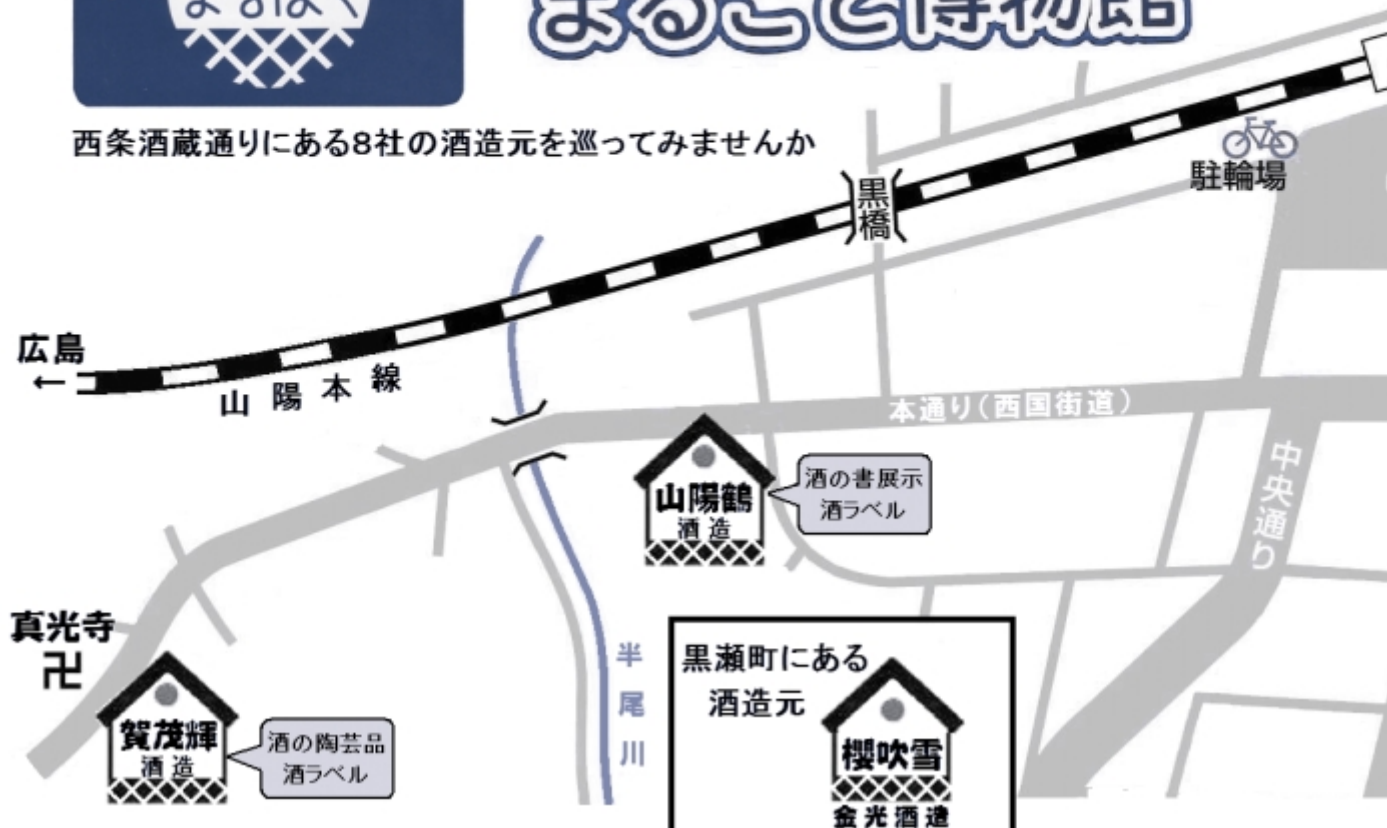 まるごと博物館
西条酒蔵通りにある8社の酒造元を巡ってみませんか
黒橋
駐輪場
広島
←
山陽本線
本通り(西国街道)
中央通り
山陽鶴
酒造
酒の書展示
酒ラベル
真光寺
卍
賀茂輝
酒造
酒の陶芸品
酒ラベル
半尾川
黒瀬町にある
酒造元
櫻吹雪
金光酒造